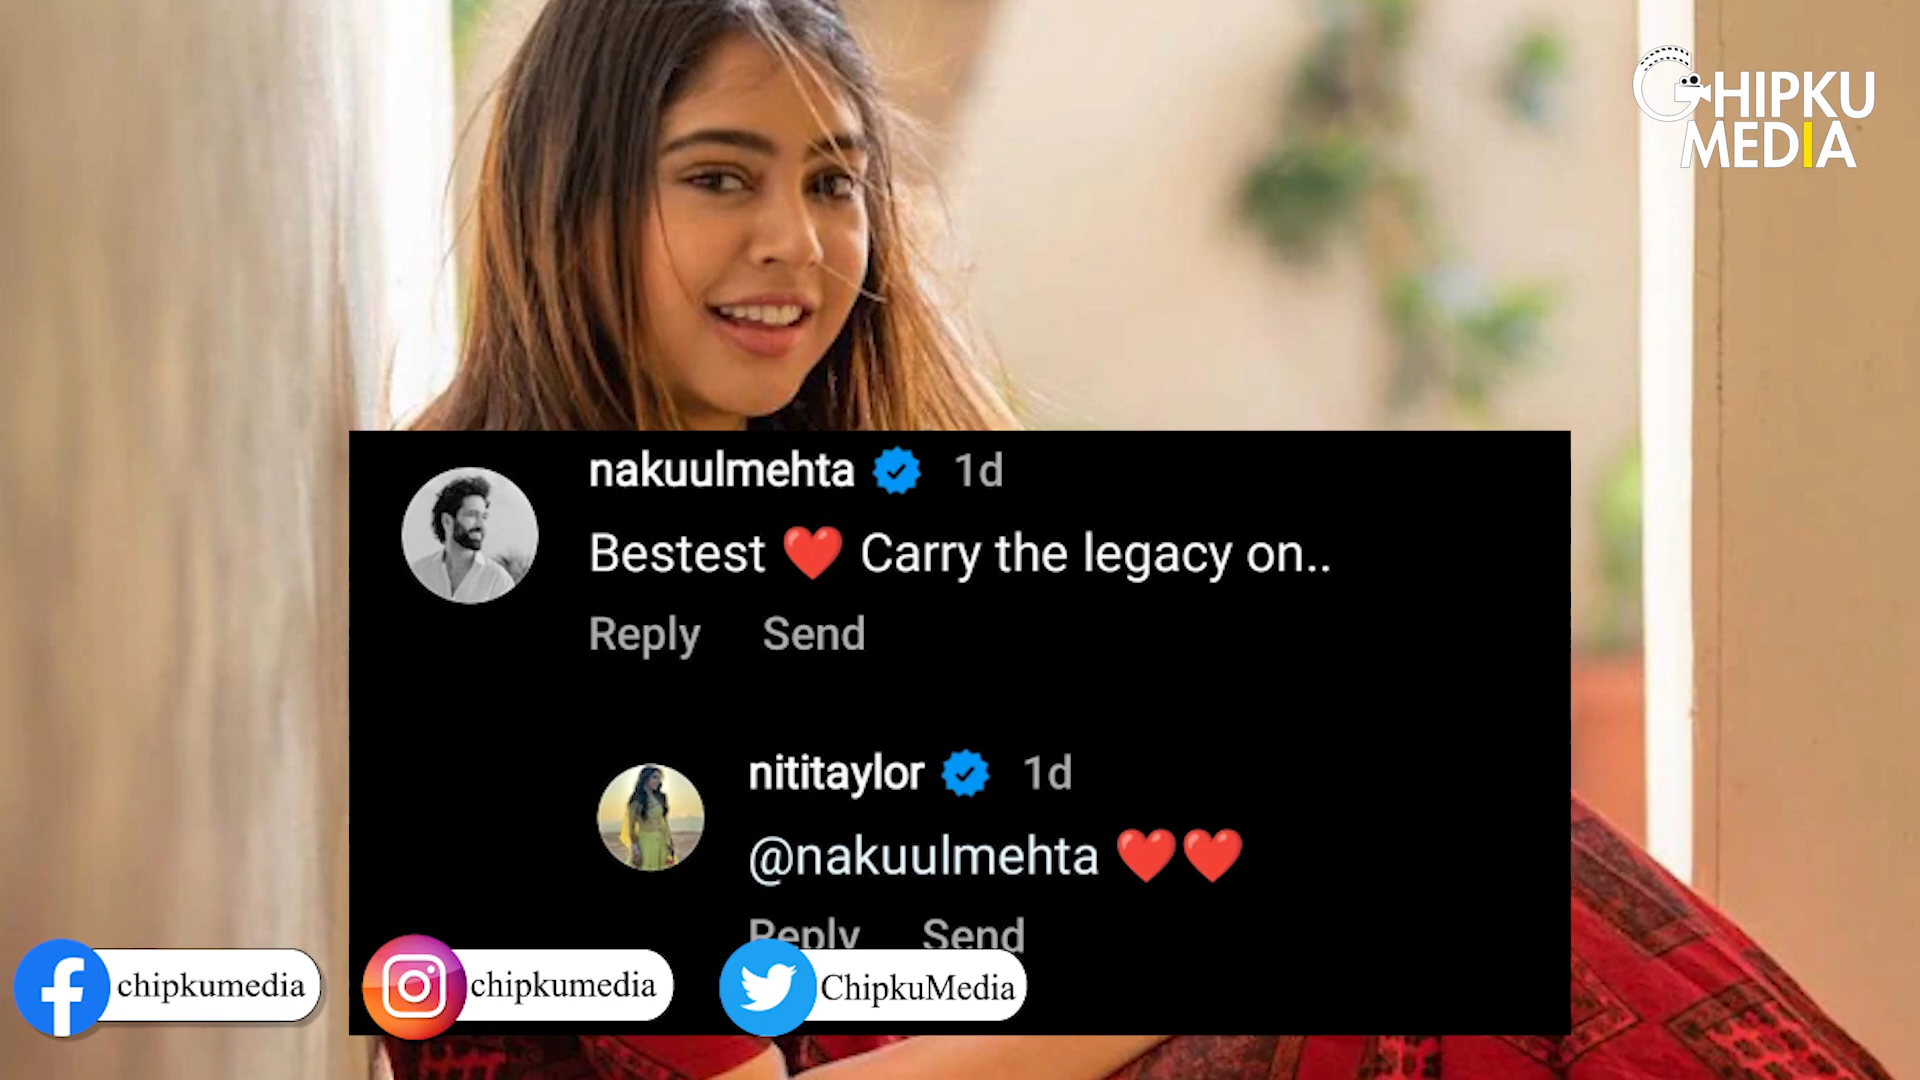 CHIPKU
MEDIA
nakuulmehta 1d
Bestest ❤️ Carry the legacy on..
Reply Send
nititaylor 1d
@nakuulmehta ❤️❤️
Reply Send
chipkumedia chipkumedia ChipkuMedia